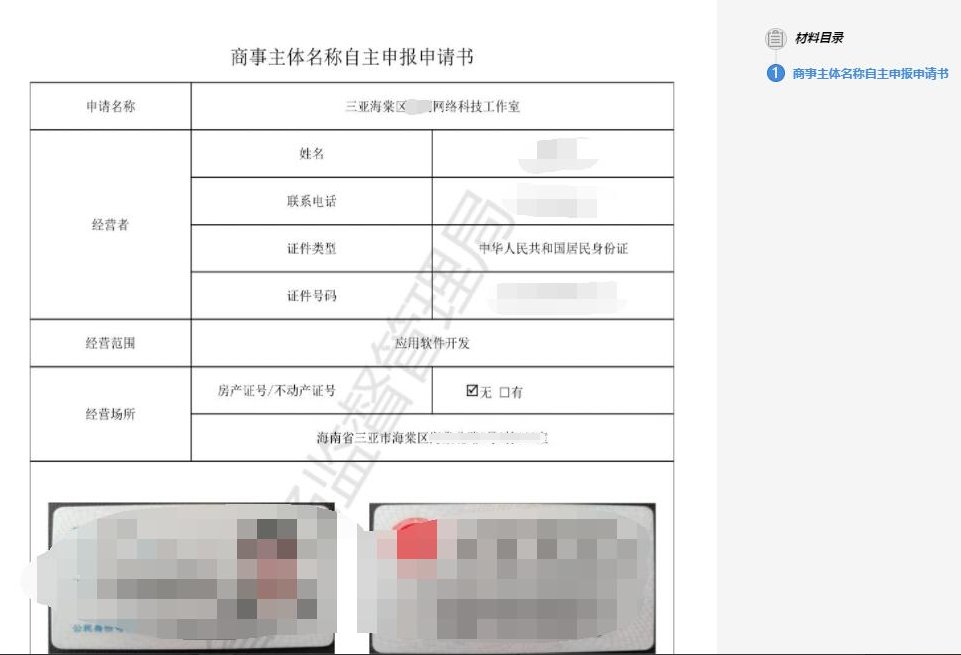 商事主体名称自主申报申请书
申请名称
三亚海棠区 网络科技工作室
经营者
姓名
联系电话
证件类型
中华人民共和国居民身份证
证件号码
经营范围
应用软件开发
经营场所
房产证号/不动产证号
☑无 □有
海南省三亚市海棠区
监督管理局
公民身份号
材料目录
1 商事主体名称自主申报申请书